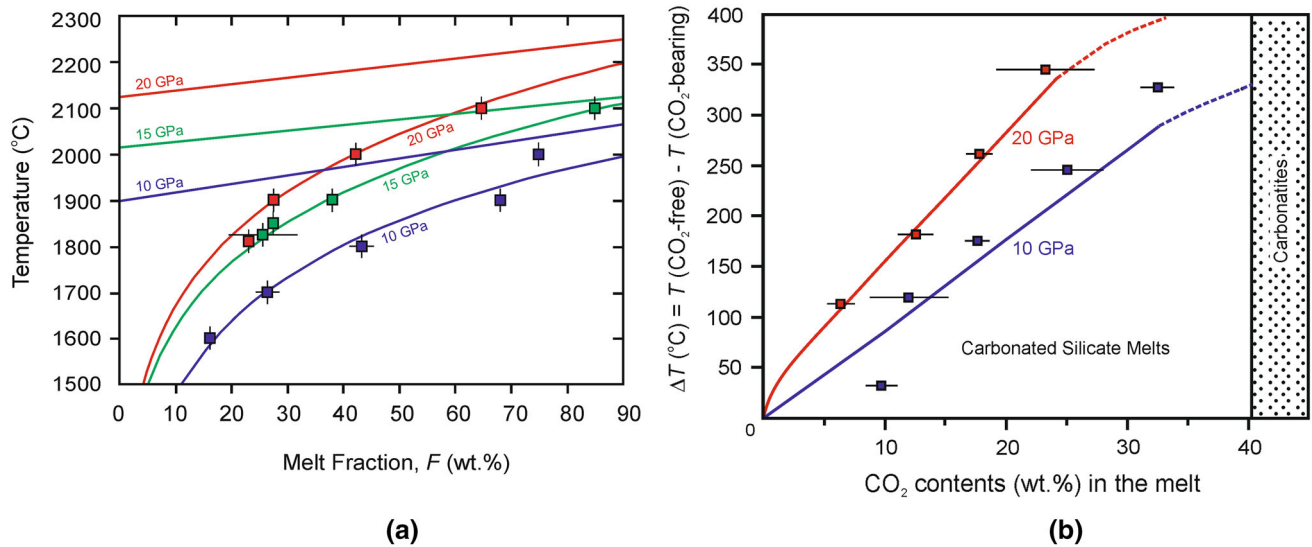 2300
2200
2100
2000
1900
1800
1700
1600
1500
Temperature (°C)
20 GPa
15 GPa
10 GPa
20 GPa
15 GPa
10 GPa
0 10 20 30 40 50 60 70 80 90
Melt Fraction, F (wt.%)
(a)
400
350
300
250
200
150
100
50
0
ΔT (°C) = T (CO₂-free) - T (CO₂-bearing)
20 GPa
10 GPa
Carbonated Silicate Melts
Carbonatites
10 20 30 40
CO₂ contents (wt.%) in the melt
(b)